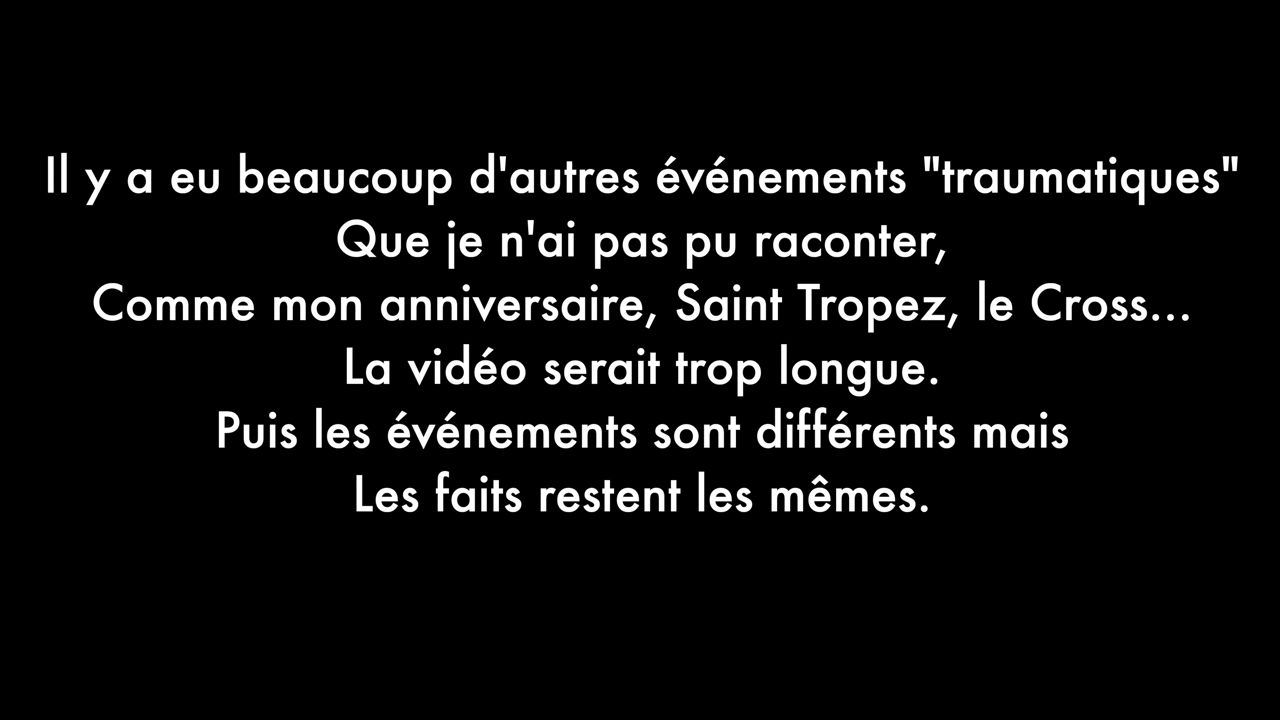 Il y a eu beaucoup d'autres événements "traumatiques"
Que je n'ai pas pu raconter,
Comme mon anniversaire, Saint Tropez, le Cross...
La vidéo serait trop longue.
Puis les événements sont différents mais
Les faits restent les mêmes.